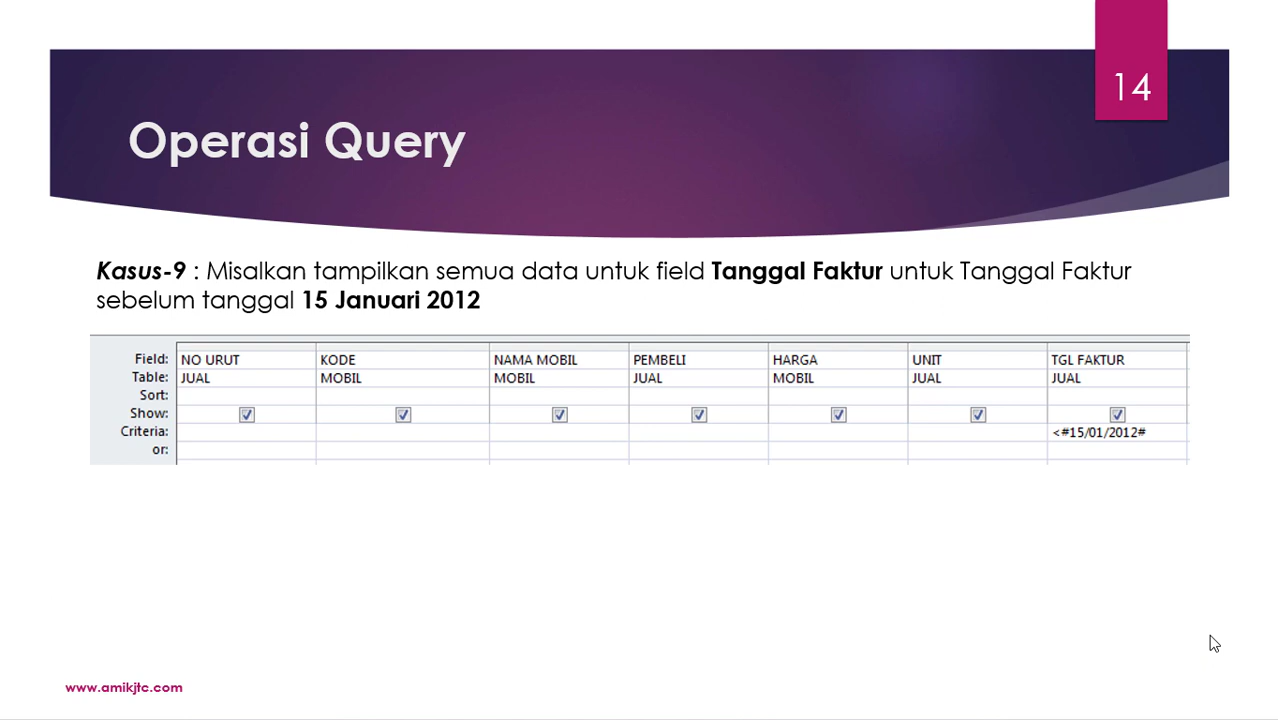 14
Operasi Query
Kasus-9 : Misalkan tampilkan semua data untuk field Tanggal Faktur untuk Tanggal Faktur
sebelum tanggal 15 Januari 2012
Field: NO URUT KODE NAMA MOBIL PEMBELI HARGA UNIT TGL FAKTUR
Table: JUAL MOBIL MOBIL JUAL MOBIL JUAL JUAL
Sort:
Show:
Criteria: <#15/01/2012#
or:
www.amikjtc.com